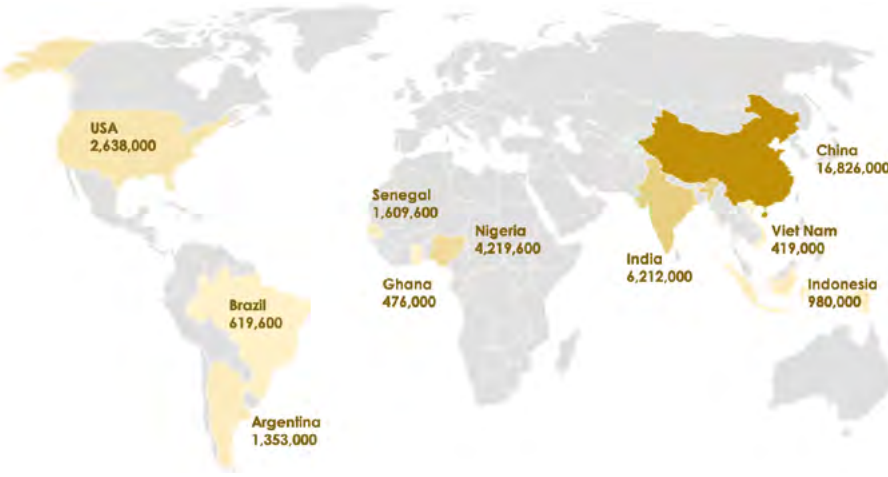 USA
2,638,000
China
16,826,000
Senegal
1,609,600
Nigeria
4,219,600
Viet Nam
419,000
India
6,212,000
Ghana
476,000
Indonesia
980,000
Brazil
619,600
Argentina
1,353,000